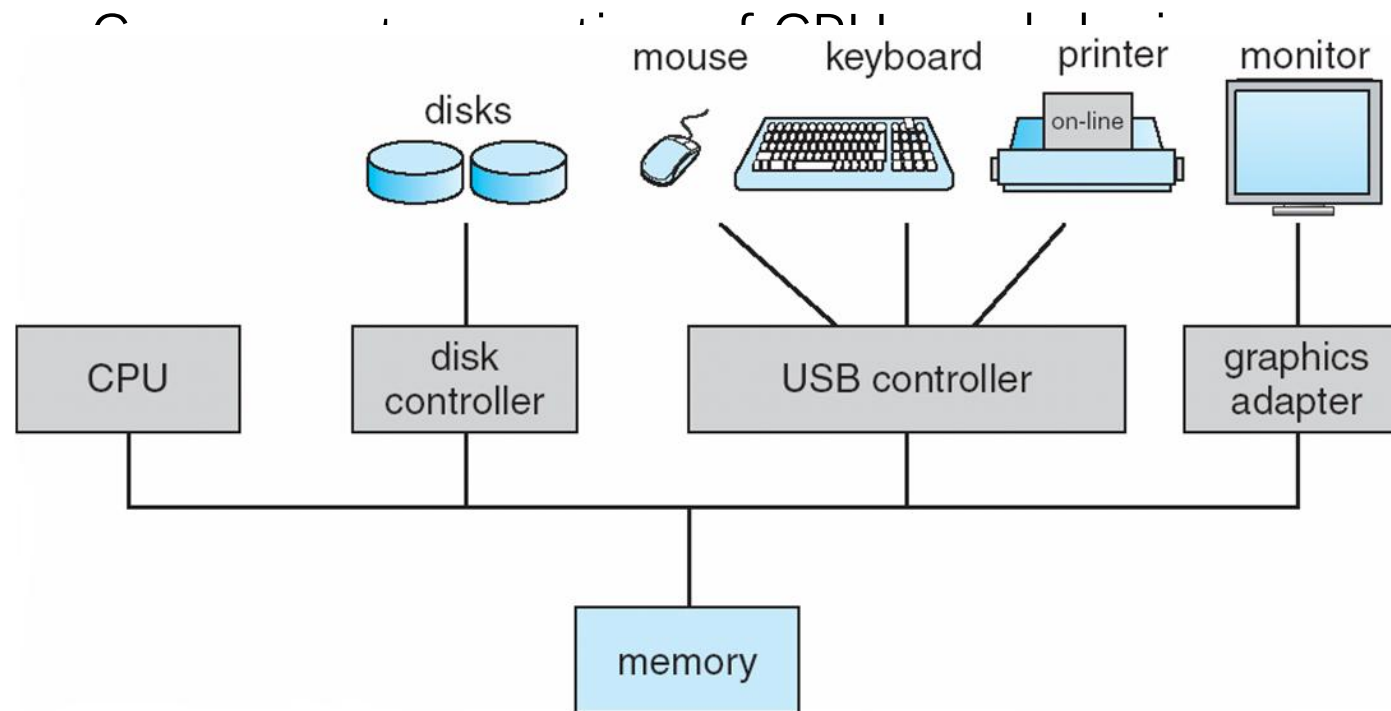 mouse
keyboard
printer
monitor
disks
on-line
CPU
disk
controller
USB controller
graphics
adapter
memory